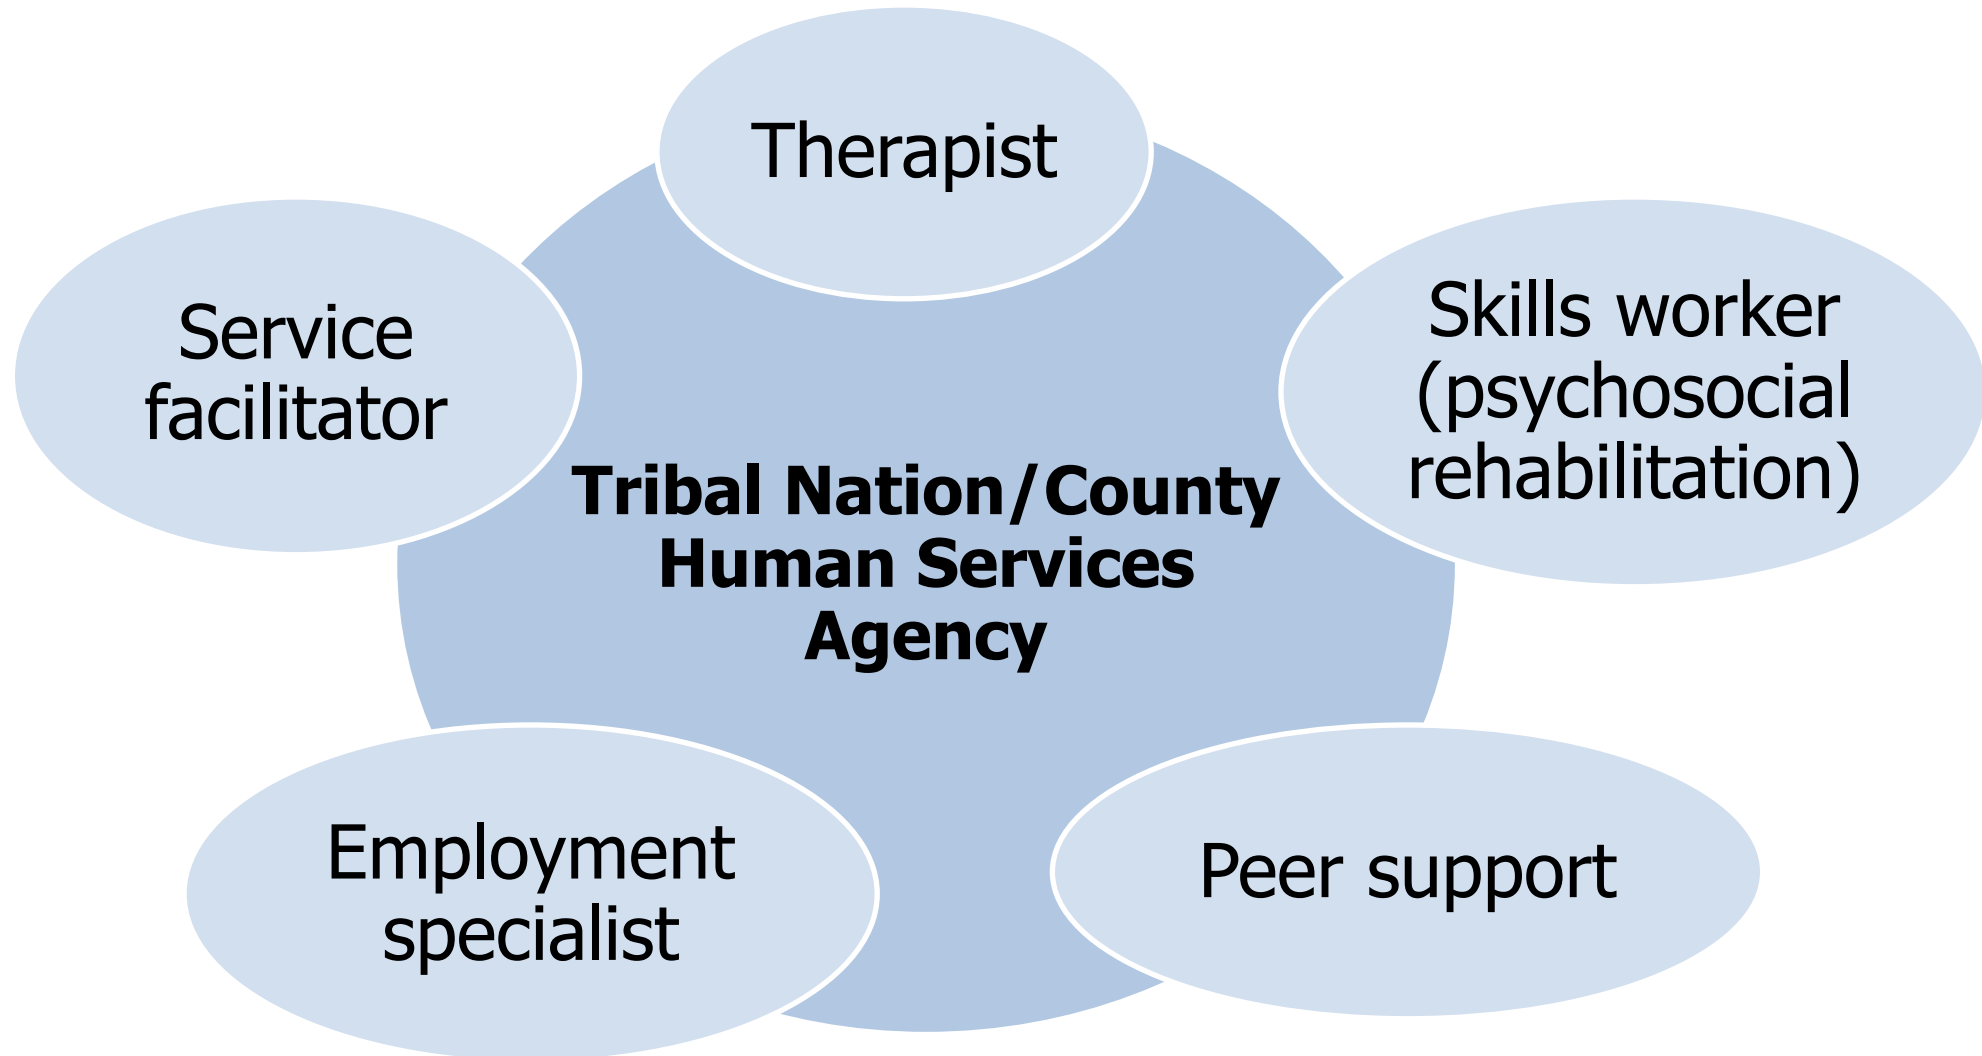 Therapist
Service
facilitator
Skills worker
(psychosocial
rehabilitation)
Tribal Nation/County
Human Services
Agency
Employment
specialist
Peer support